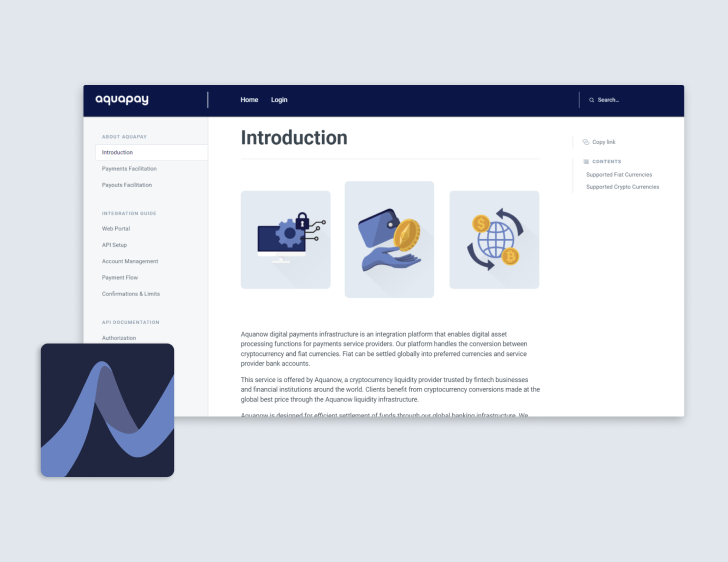 aquapay
Home
Login
Search...
ABOUT AQUAPAY
Introduction
Payments Facilitation
Payouts Facilitation
INTEGRATION GUIDE
Web Portal
API Setup
Account Management
Payment Flow
Confirmations & Limits
API DOCUMENTATION
Authorization
Introduction
Aquanow digital payments infrastructure is an integration platform that enables digital asset
processing functions for payments service providers. Our platform handles the conversion between
cryptocurrency and fiat currencies. Fiat can be settled globally into preferred currencies and service
provider bank accounts.
This service is offered by Aquanow, a cryptocurrency liquidity provider trusted by fintech businesses
and financial institutions around the world. Clients benefit from cryptocurrency conversions made at the
global best price through the Aquanow liquidity infrastructure.
Aquanow is designed for efficient settlement of funds through our global banking infrastructure. We
Copy link
CONTENTS
Supported Fiat Currencies
Supported Crypto Currencies